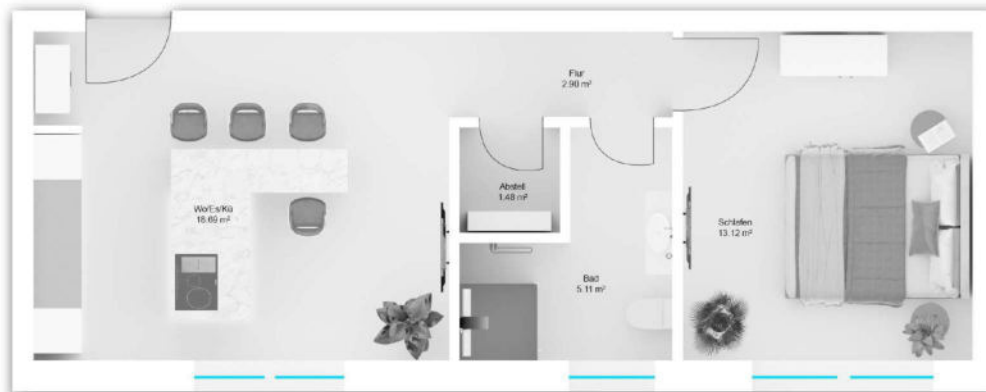 Flur
2.90 m²
Wo/Es/Kü
18.69 m²
Abstell
1.48 m²
Schlafen
13.12 m²
Bad
5.11 m²